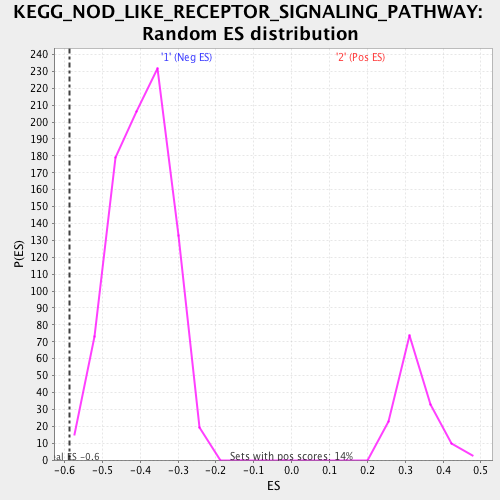 KEGG_NOD_LIKE_RECEPTOR_SIGNALING_PATHWAY:
Random ES distribution
'1' (Neg ES)
'2' (Pos ES)
240
230
220
210
200
190
180
170
160
150
140
130
120
110
100
90
80
70
60
50
40
30
20
10
0
P(ES)
al ES -0.6
Sets with pos scores: 14%
-0.6 -0.5 -0.4 -0.3 -0.2 -0.1 0.0 0.1 0.2 0.3 0.4 0.5
ES